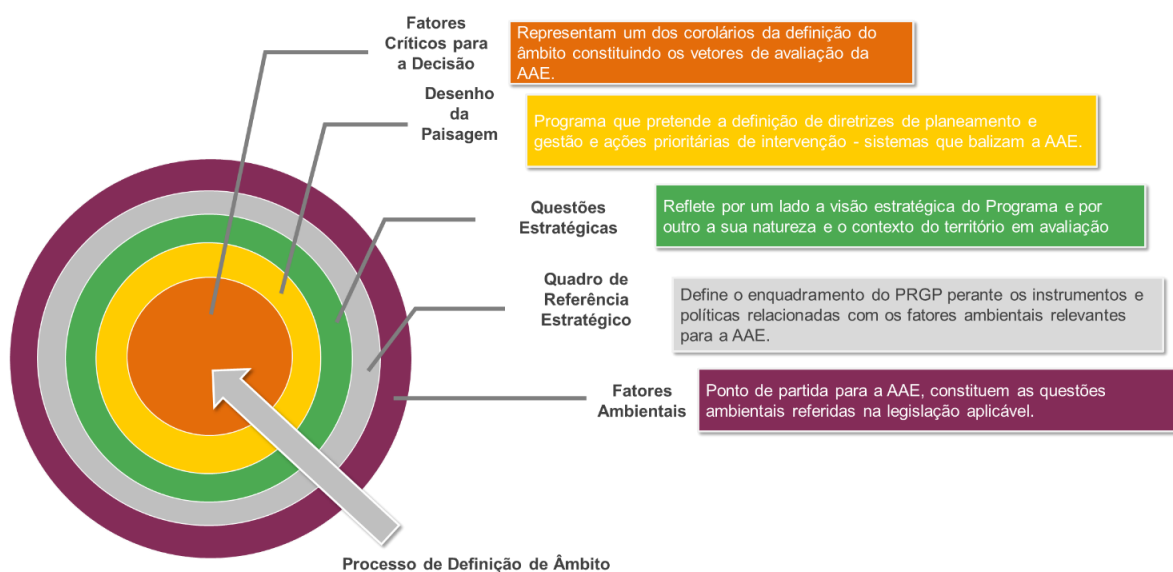 Fatores
Críticos para
a Decisão
Representam um dos corolários da definição do
âmbito constituindo os vetores de avaliação da
AAE.
Desenho
da
Paisagem
Programa que pretende a definição de diretrizes de planeamento e
gestão e ações prioritárias de intervenção - sistemas que balizam a AAE.
Questões
Estratégicas
Reflete por um lado a visão estratégica do Programa e por
outro a sua natureza e o contexto do território em avaliação
Quadro de
Referência
Estratégico
Define o enquadramento do PRGP perante os instrumentos e
políticas relacionadas com os fatores ambientais relevantes
para a AAE.
Fatores
Ambientais
Ponto de partida para a AAE, constituem as questões
ambientais referidas na legislação aplicável.
Processo de Definição de Âmbito